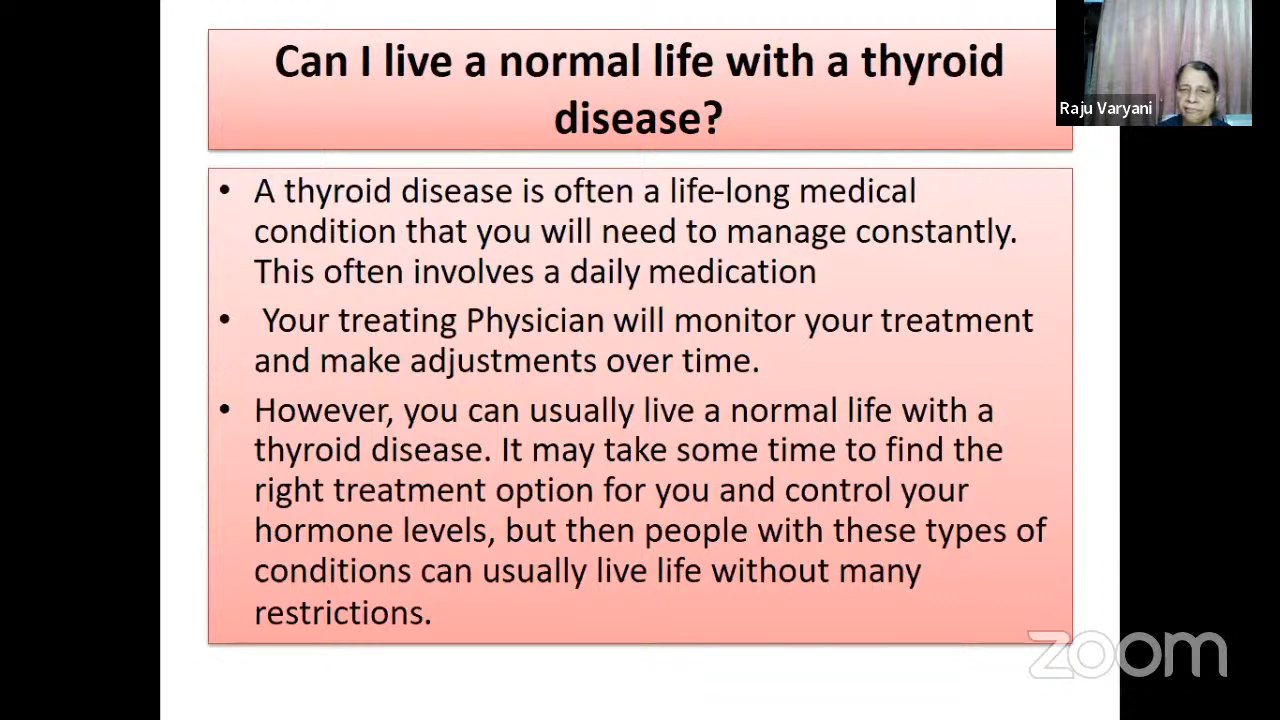 Can I live a normal life with a thyroid
disease?
Raju Varyani
• A thyroid disease is often a life-long medical
condition that you will need to manage constantly.
This often involves a daily medication
• Your treating Physician will monitor your treatment
and make adjustments over time.
• However, you can usually live a normal life with a
thyroid disease. It may take some time to find the
right treatment option for you and control your
hormone levels, but then people with these types of
conditions can usually live life without many
restrictions.
zoom